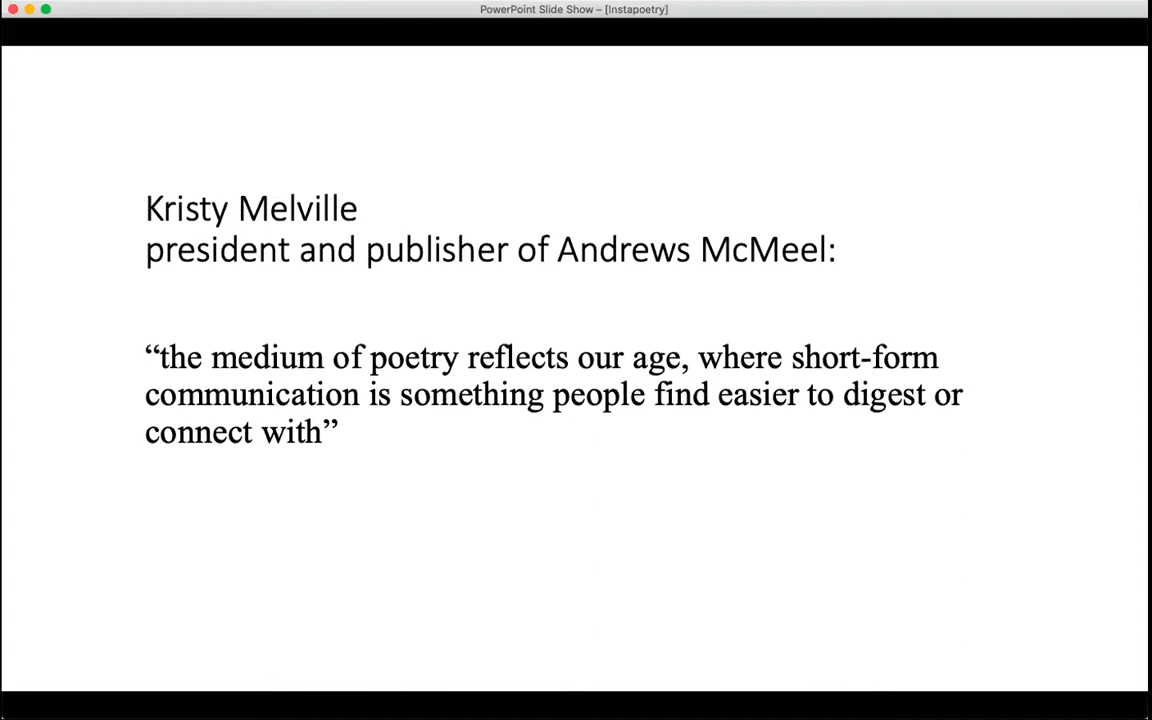 PowerPoint Slide Show – [Instapoetry]
Kristy Melville
president and publisher of Andrews McMeel:
“the medium of poetry reflects our age, where short-form
communication is something people find easier to digest or
connect with”